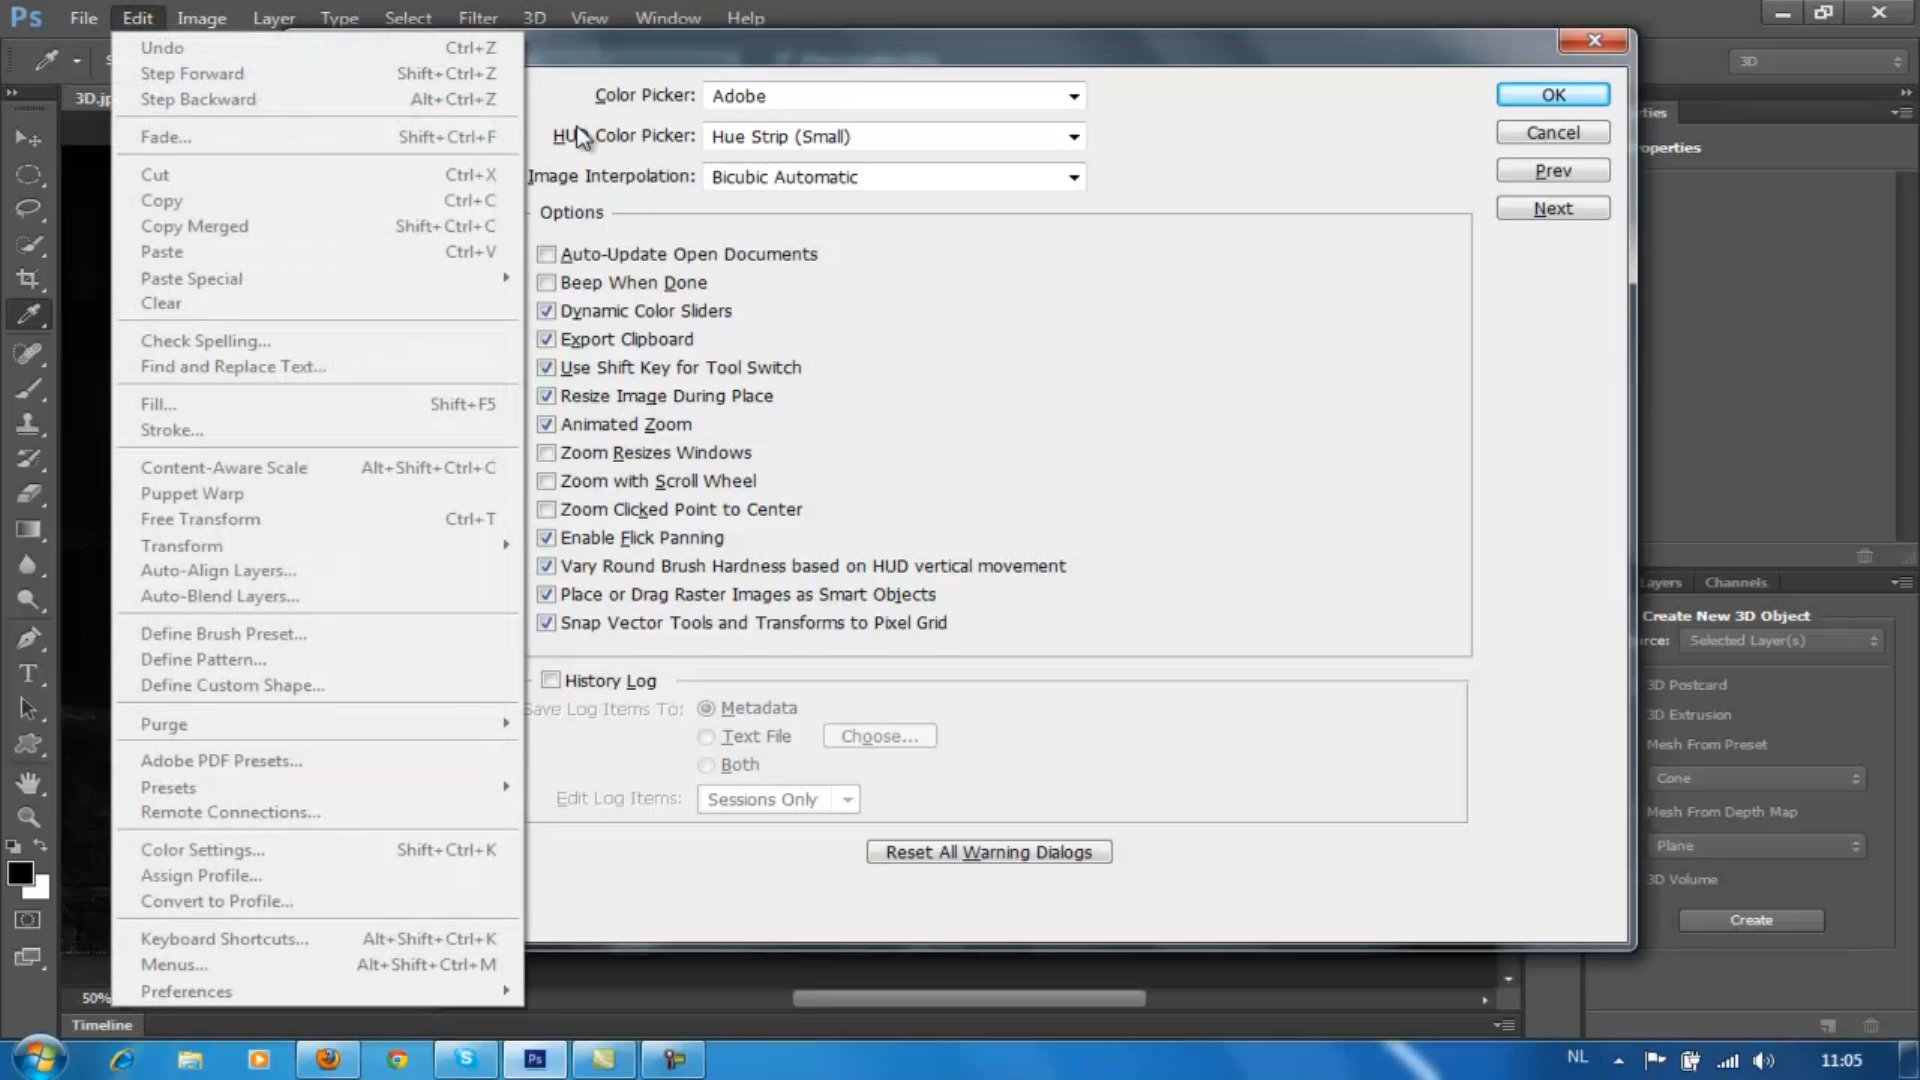 Ps File Edit Image Layer Type Select Filter 3D View Window Help
3D
3D.jp
Undo Ctrl+Z
Step Forward Shift+Ctrl+Z
Step Backward Alt+Ctrl+Z
Fade... Shift+Ctrl+F
Cut Ctrl+X
Copy Ctrl+C
Copy Merged Shift+Ctrl+C
Paste Ctrl+V
Paste Special
Clear
Check Spelling...
Find and Replace Text...
Fill... Shift+F5
Stroke...
Content-Aware Scale Alt+Shift+Ctrl+C
Puppet Warp
Free Transform Ctrl+T
Transform
Auto-Align Layers...
Auto-Blend Layers...
Define Brush Preset...
Define Pattern...
Define Custom Shape...
Purge
Adobe PDF Presets...
Presets
Remote Connections...
Color Settings... Shift+Ctrl+K
Assign Profile...
Convert to Profile...
Keyboard Shortcuts... Alt+Shift+Ctrl+K
Menus... Alt+Shift+Ctrl+M
Preferences
Color Picker: Adobe
Color Picker: Hue Strip (Small)
Image Interpolation: Bicubic Automatic
Options
Auto-Update Open Documents
Beep When Done
Dynamic Color Sliders
Export Clipboard
Use Shift Key for Tool Switch
Resize Image During Place
Animated Zoom
Zoom Resizes Windows
Zoom with Scroll Wheel
Zoom Clicked Point to Center
Enable Flick Panning
Vary Round Brush Hardness based on HUD vertical movement
Place or Drag Raster Images as Smart Objects
Snap Vector Tools and Transforms to Pixel Grid
History Log
Save Log Items To: Metadata
Text File Choose...
Both
Edit Log Items: Sessions Only
Reset All Warning Dialogs
OK
Cancel
Prev
Next
rties
roperties
ayers Channels
Create New 3D Object
rce: Selected Layer(s)
3D Postcard
3D Extrusion
Mesh From Preset
Cone
Mesh From Depth Map
Plane
3D Volume
Create
50%
Timeline
Ps
NL 11:05